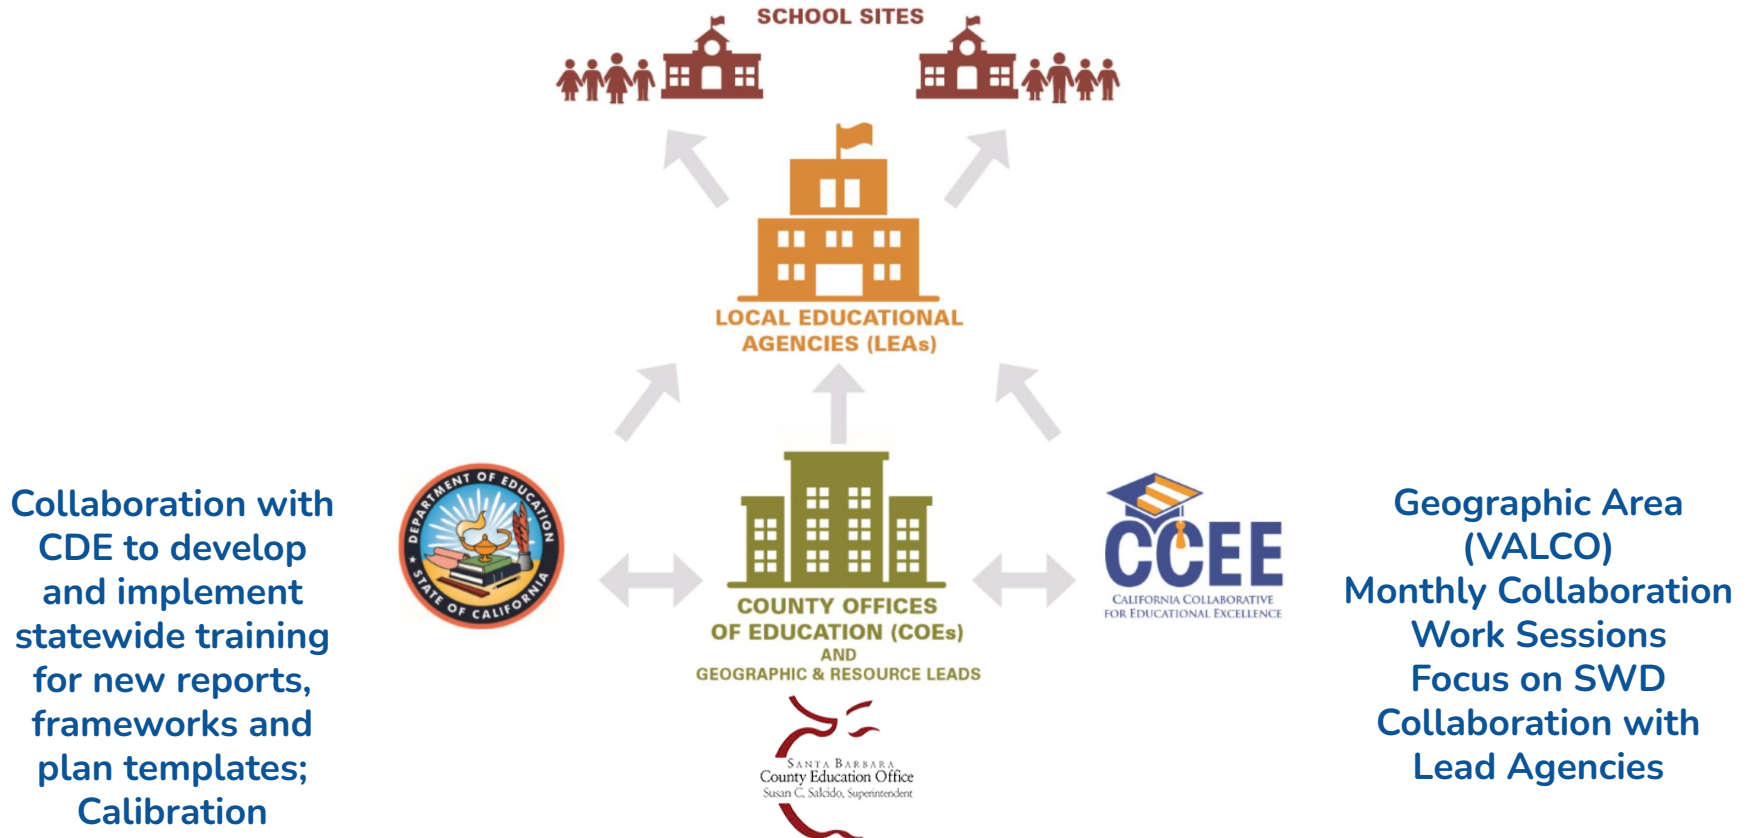 SCHOOL SITES
LOCAL EDUCATIONAL
AGENCIES (LEAs)
Collaboration with
CDE to develop
and implement
statewide training
for new reports,
frameworks and
plan templates;
Calibration
DEPARTMENT OF EDUCATION
STATE OF CALIFORNIA
COUNTY OFFICES
OF EDUCATION (COEs)
AND
GEOGRAPHIC & RESOURCE LEADS
SANTA BARBARA
County Education Office
Susan C. Salcido, Superintendent
CCEE
CALIFORNIA COLLABORATIVE
FOR EDUCATIONAL EXCELLENCE
Geographic Area
(VALCO)
Monthly Collaboration
Work Sessions
Focus on SWD
Collaboration with
Lead Agencies